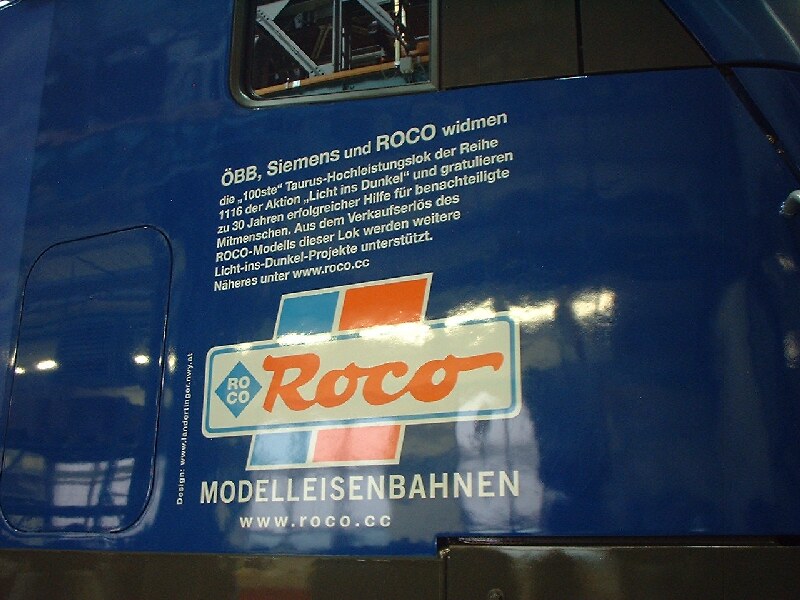 ÖBB, Siemens und ROCO widmen
die „100ste" Taurus-Hochleistungslok der Reihe
1116 der Aktion „Licht ins Dunkel" und gratulieren
zu 30 Jahren erfolgreicher Hilfe für benachteiligte
Mitmenschen. Aus dem Verkaufserlös des
ROCO-Modells dieser Lok werden weitere
Licht-ins-Dunkel-Projekte unterstützt.
Näheres unter www.roco.cc
RO
CO
Roco
MODELLEISENBAHNEN
www.roco.cc
Design: